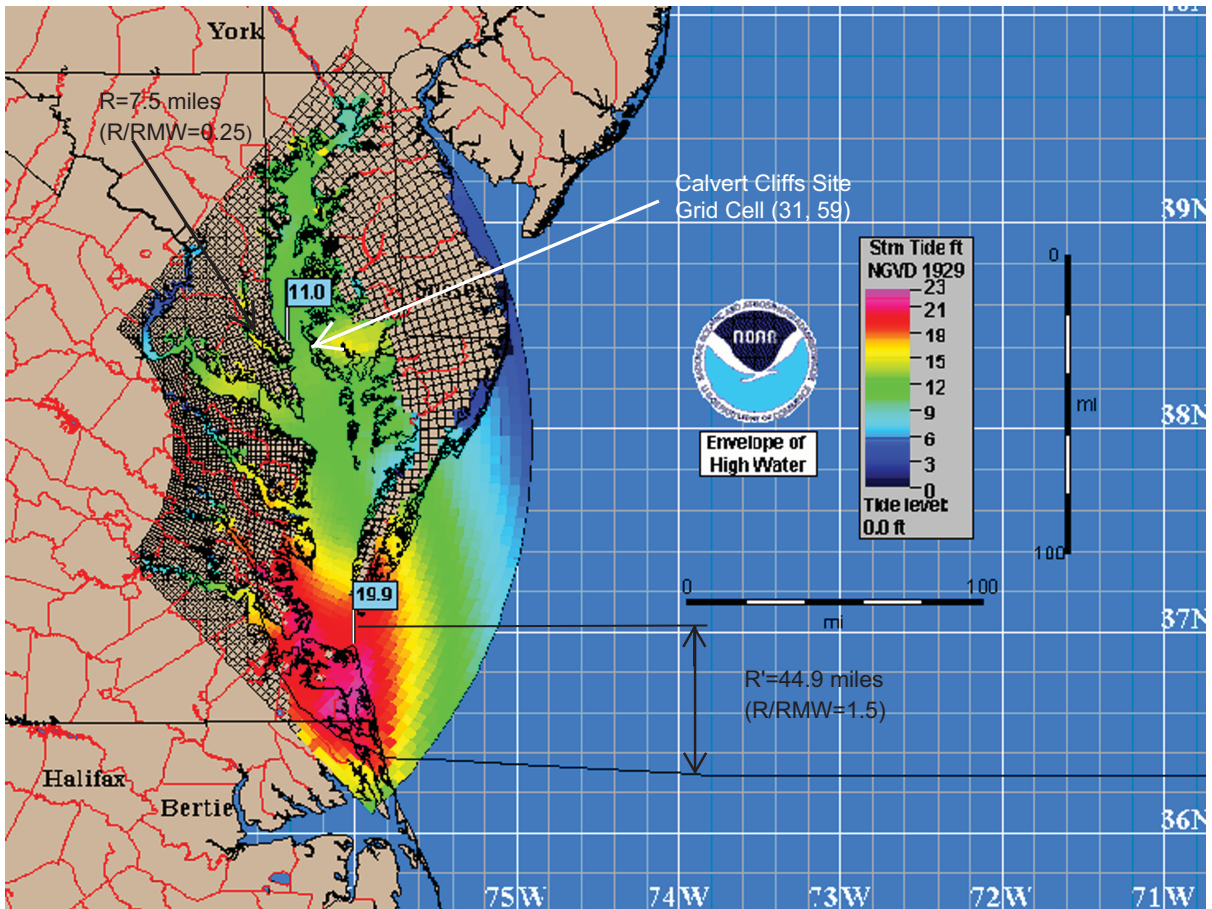 York
40N
R=7.5 miles
(R/RMW=0.25)
Calvert Cliffs Site
Grid Cell (31, 59)
39N
Stm Tide ft
NGVD 1929
23
21
18
15
12
9
6
3
0
Tide level:
0.0 ft
0
ml
100
11.0
NOAA
Envelope of
High Water
38N
19.9
0
100
mi
37N
R'=44.9 miles
(R/RMW=1.5)
Halifax
Bertie
36N
75W
74W
73W
72W
71W